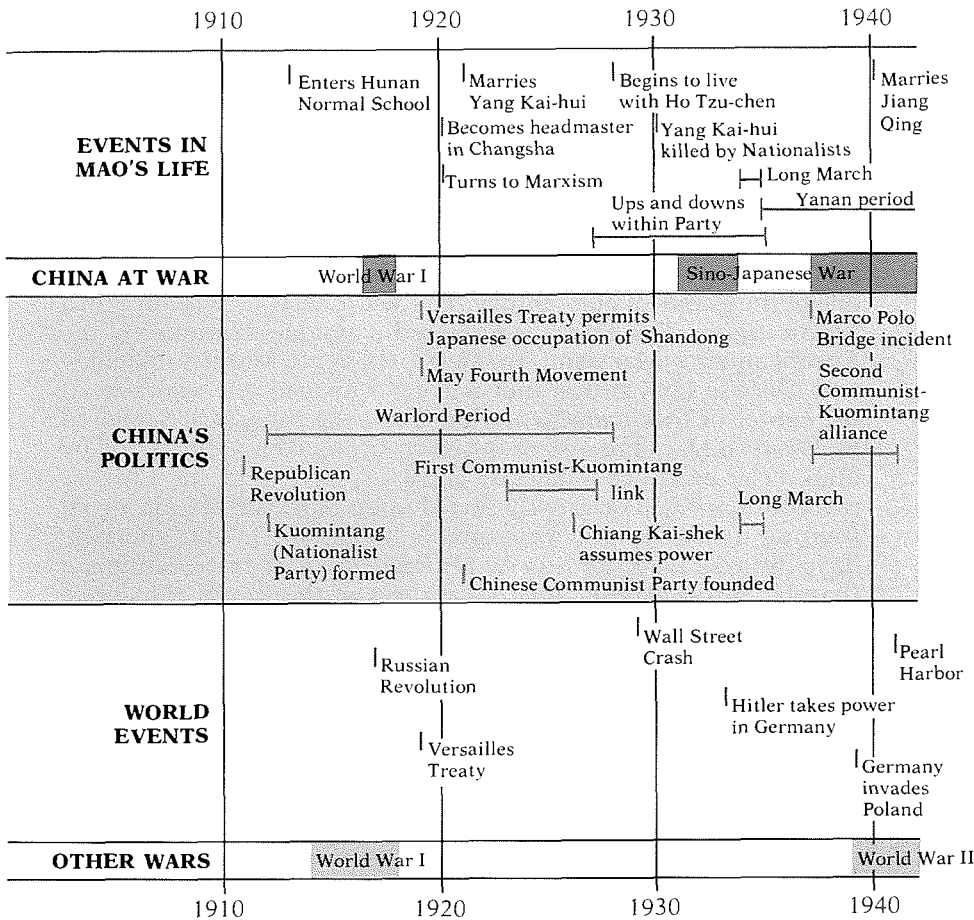 1910 1920 1930 1940
EVENTS IN
MAO'S LIFE
Enters Hunan
Normal School
Marries
Yang Kai-hui
Becomes headmaster
in Changsha
Turns to Marxism
Begins to live
with Ho Tzu-chen
Yang Kai-hui
killed by Nationalists
Long March
Ups and downs
within Party
Yanan period
Marries
Jiang
Qing
CHINA AT WAR
World War I
Sino-Japanese War
CHINA'S
POLITICS
Versailles Treaty permits
Japanese occupation of Shandong
May Fourth Movement
Warlord Period
Republican
Revolution
First Communist-Kuomintang
link
Kuomintang
(Nationalist
Party) formed
Chiang Kai-shek
assumes power
Chinese Communist Party founded
Long March
Marco Polo
Bridge incident
Second
Communist-
Kuomintang
alliance
WORLD
EVENTS
Russian
Revolution
Versailles
Treaty
Wall Street
Crash
Hitler takes power
in Germany
Pearl
Harbor
Germany
invades
Poland
OTHER WARS
World War I
World War II
1910 1920 1930 1940